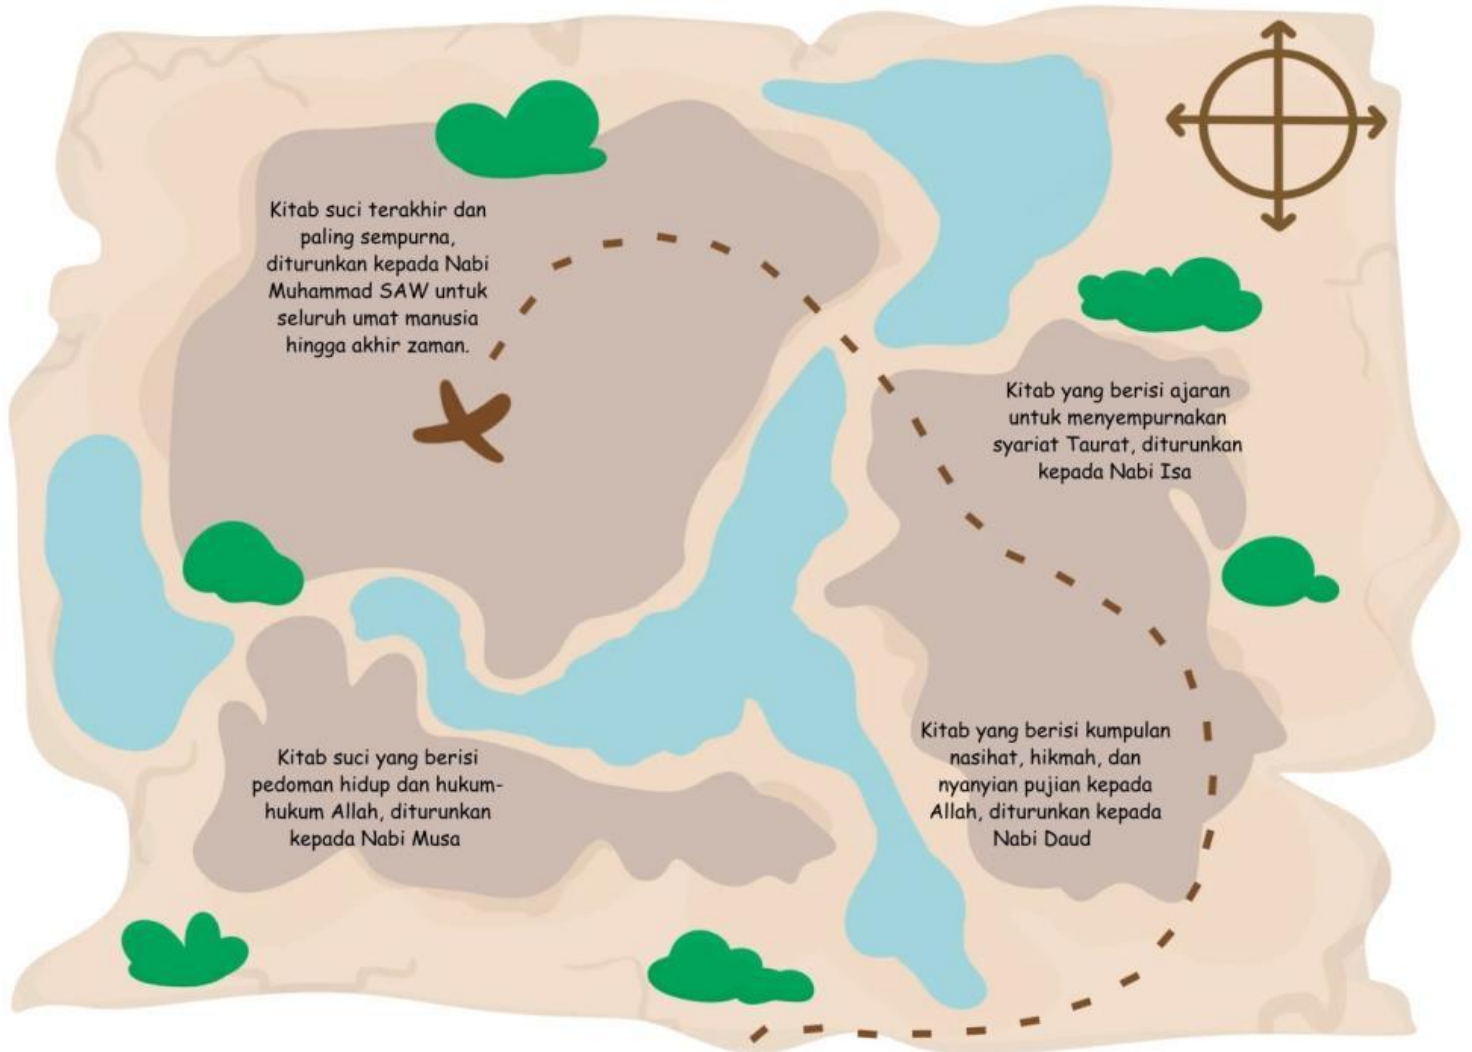 Kitab suci terakhir dan
paling sempurna,
diturunkan kepada Nabi
Muhammad SAW untuk
seluruh umat manusia
hingga akhir zaman.
Kitab yang berisi ajaran
untuk menyempurnakan
syariat Taurat, diturunkan
kepada Nabi Isa
Kitab suci yang berisi
pedoman hidup dan hukum-
hukum Allah, diturunkan
kepada Nabi Musa
Kitab yang berisi kumpulan
nasihat, hikmah, dan
nyanyian pujian kepada
Allah, diturunkan kepada
Nabi Daud